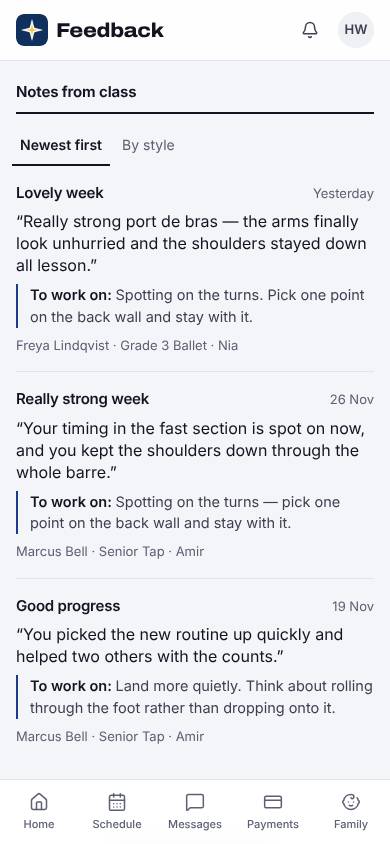 Feedback
HW
Notes from class
Newest first
By style
Lovely week
Yesterday
“Really strong port de bras — the arms finally
look unhurried and the shoulders stayed down
all lesson.”
To work on: Spotting on the turns. Pick one point
on the back wall and stay with it.
Freya Lindqvist · Grade 3 Ballet · Nia
Really strong week
26 Nov
“Your timing in the fast section is spot on now,
and you kept the shoulders down through the
whole barre.”
To work on: Spotting on the turns — pick one
point on the back wall and stay with it.
Marcus Bell · Senior Tap · Amir
Good progress
19 Nov
“You picked the new routine up quickly and
helped two others with the counts.”
To work on: Land more quietly. Think about rolling
through the foot rather than dropping onto it.
Marcus Bell · Senior Tap · Amir
Home
Schedule
Messages
Payments
Family